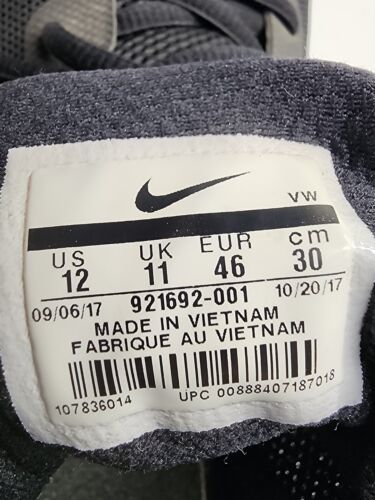 VW
US UK EUR cm
12 11 46 30
09/06/17 921692-001 10/20/17
MADE IN VIETNAM
FABRIQUE AU VIETNAM
107836014 UPC 00888407187018